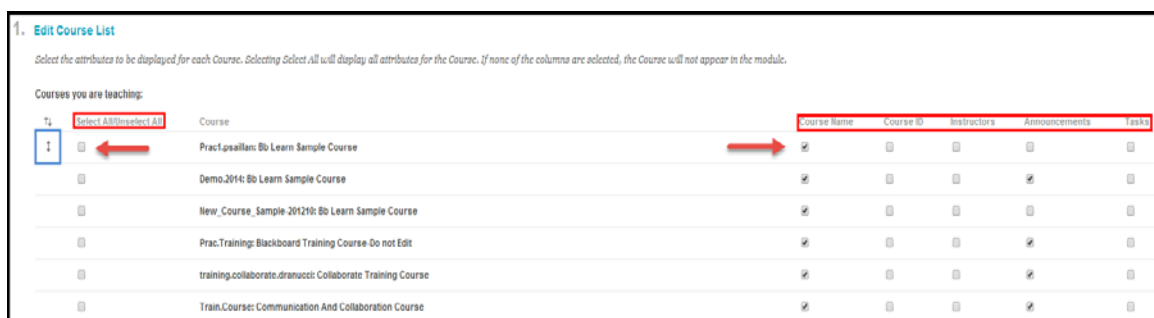 1. Edit Course List
Select the attributes to be displayed for each Course. Selecting Select All will display all attributes for the Course. If none of the columns are selected, the Course will not appear in the module.
Courses you are teaching:
Select All/Unselect All Course Course Name Course ID Instructors Announcements Tasks
Prac1.psaillan: Bb Learn Sample Course
Demo.2014: Bb Learn Sample Course
New_Course_Sample-201210: Bb Learn Sample Course
Prac.Training: Blackboard Training Course-Do not Edit
training.collaborate.dranucci: Collaborate Training Course
Train.Course: Communication And Collaboration Course